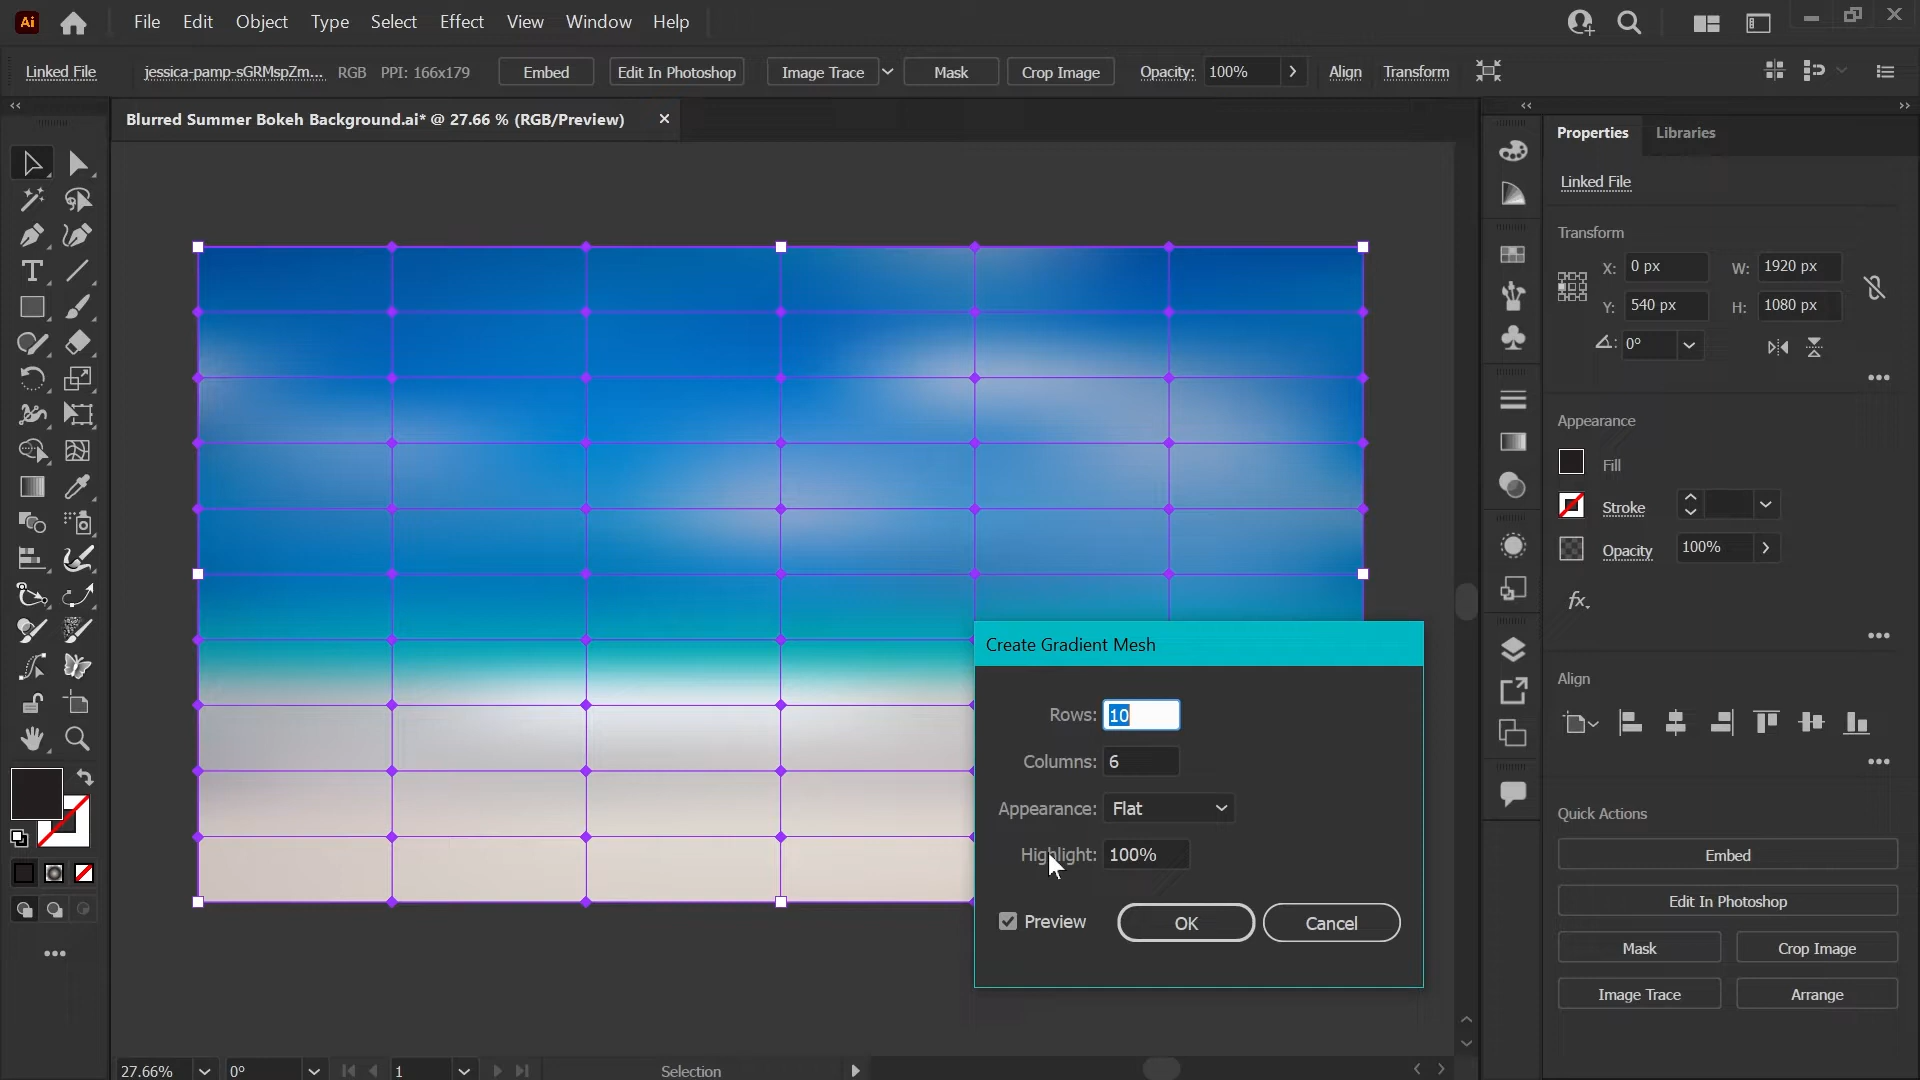 Ai File Edit Object Type Select Effect View Window Help
Linked File jessica-pamp-sGRMspZm... RGB PPI: 166x179 Embed Edit In Photoshop Image Trace Mask Crop Image Opacity: 100% Align Transform
Blurred Summer Bokeh Background.ai* @ 27.66 % (RGB/Preview)
Properties Libraries
Linked File
Transform
X: 0 px W: 1920 px
Y: 540 px H: 1080 px
0°
Appearance
Fill
Stroke
Opacity 100%
fx.
Align
Quick Actions
Embed
Edit In Photoshop
Mask Crop Image
Image Trace Arrange
Create Gradient Mesh
Rows: 10
Columns: 6
Appearance: Flat
Highlight: 100%
Preview OK Cancel
27.66% 0° 1 Selection